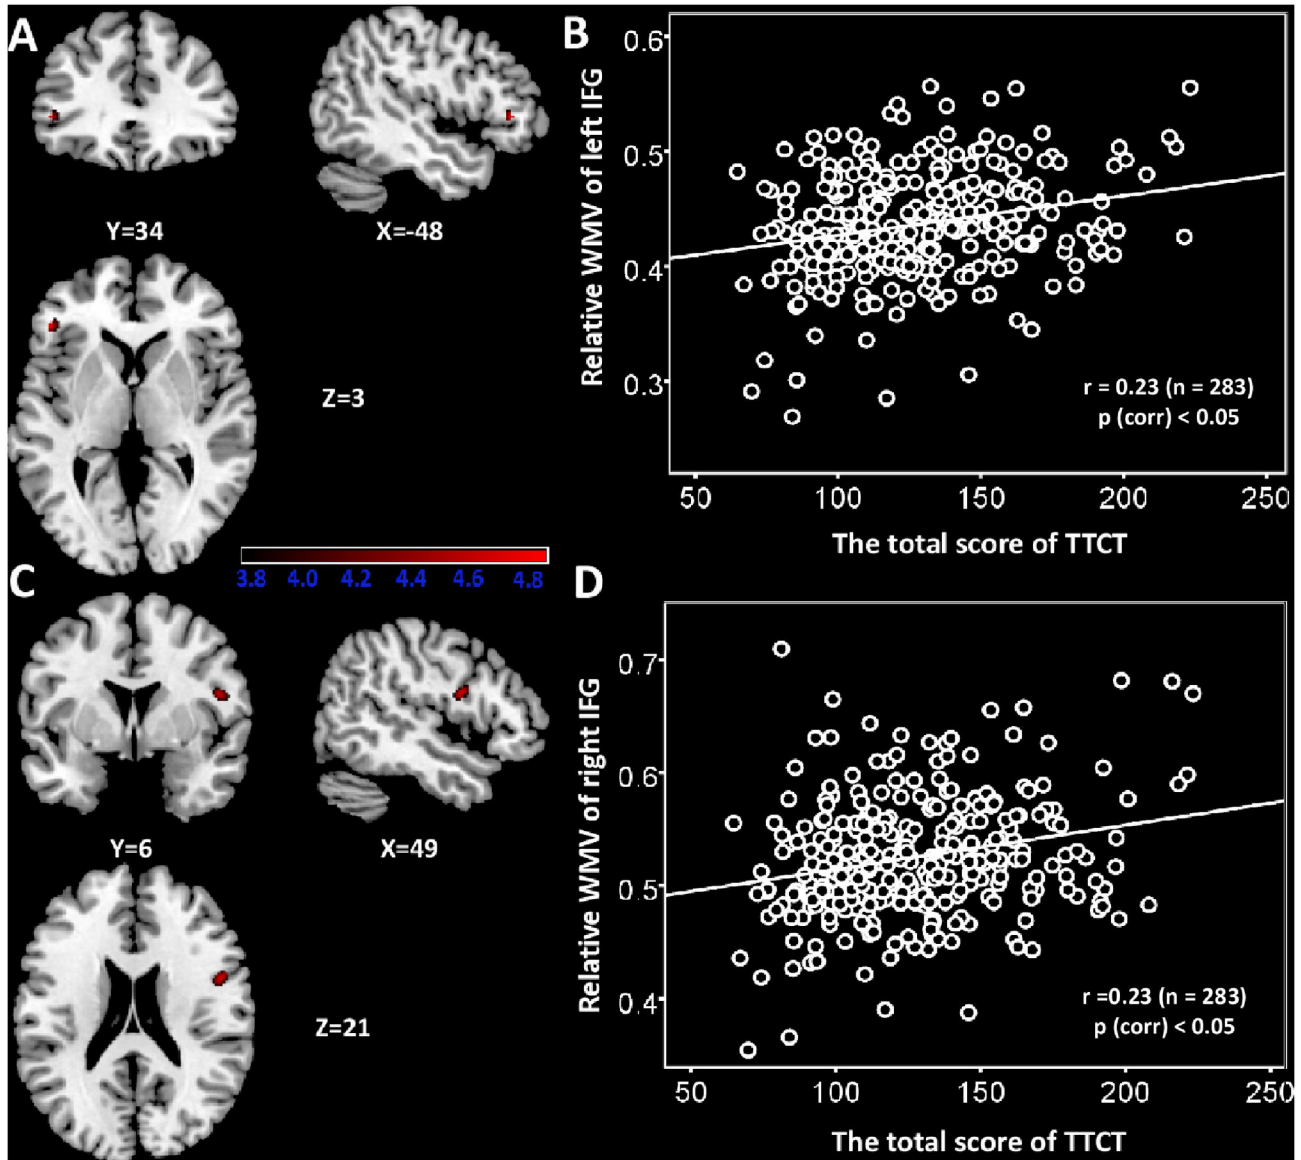 A
Y=34
X=-48
Z=3
B
Relative WMV of left IFG
0.6
0.5
0.4
0.3
r = 0.23 (n = 283)
p (corr) < 0.05
50 100 150 200 250
The total score of TTCT
3.8 4.0 4.2 4.4 4.6 4.8
C
Y=6
X=49
Z=21
D
Relative WMV of right IFG
0.7
0.6
0.5
0.4
r =0.23 (n = 283)
p (corr) < 0.05
50 100 150 200 250
The total score of TTCT